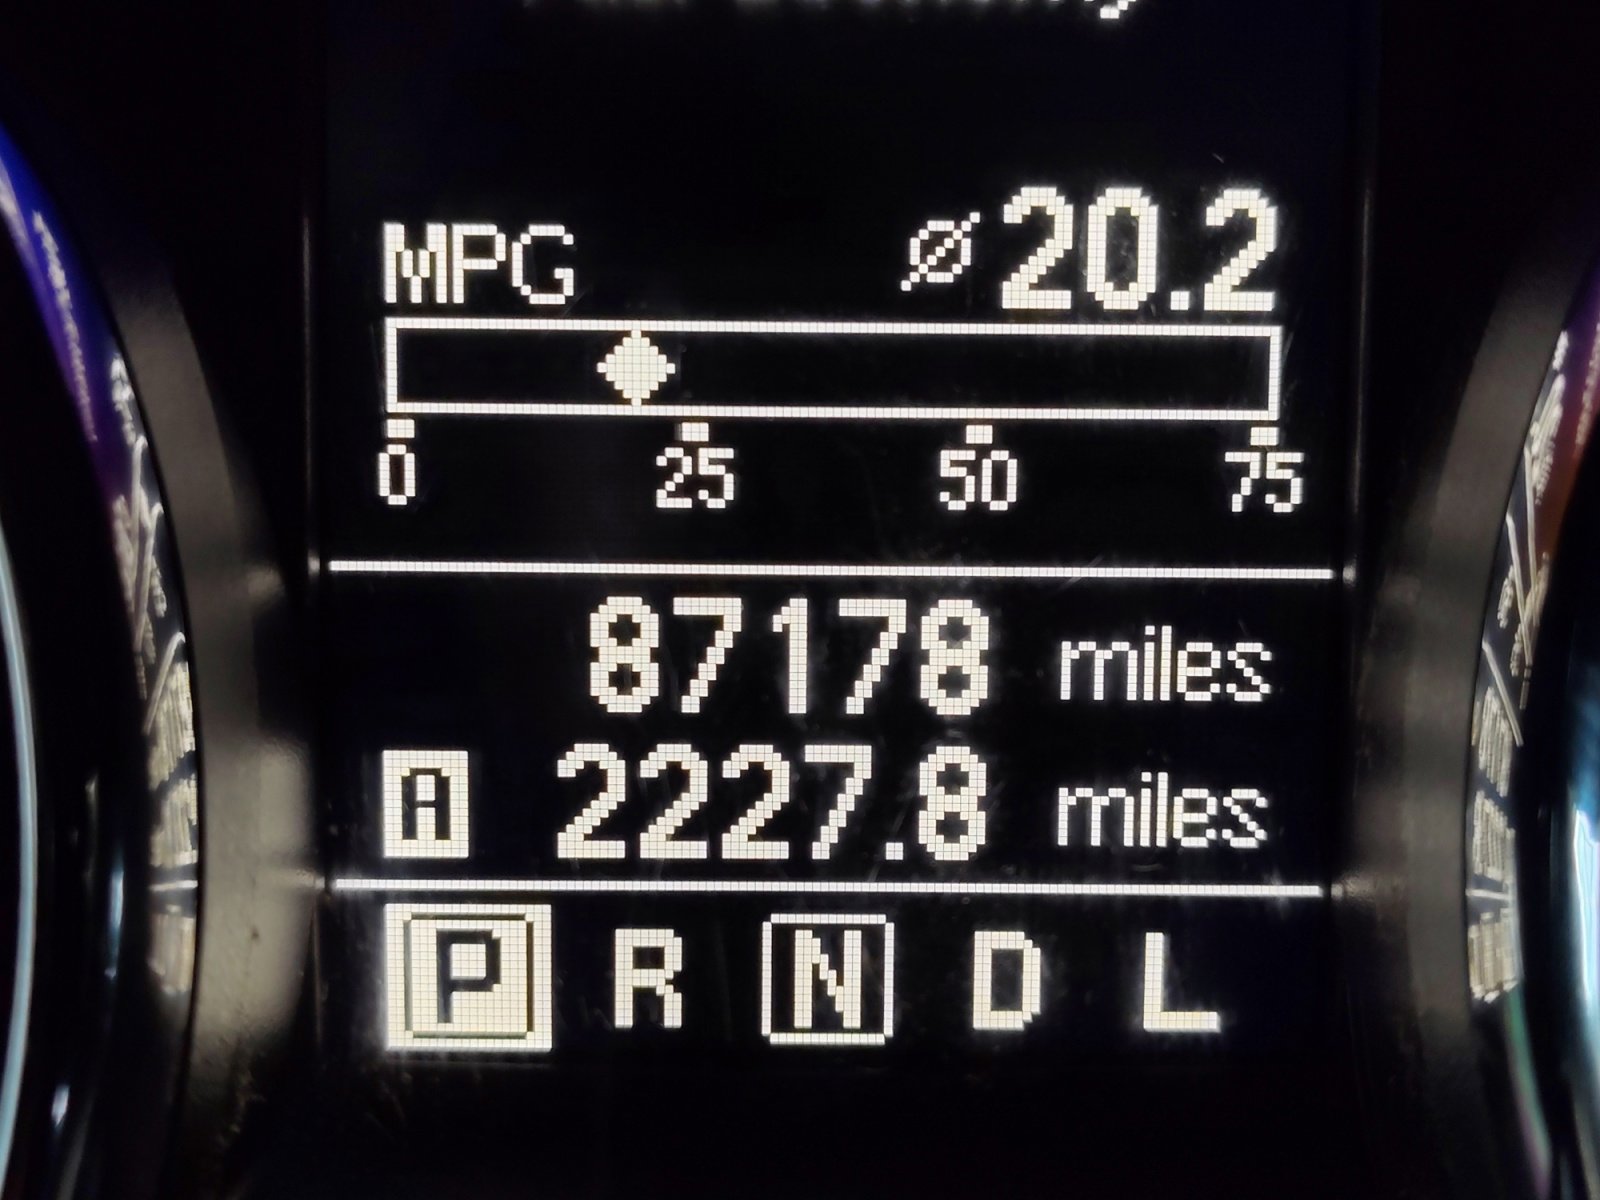 MPG ø 20.2
0 25 50 75
87178 miles
A 2227.8 miles
P R N D L